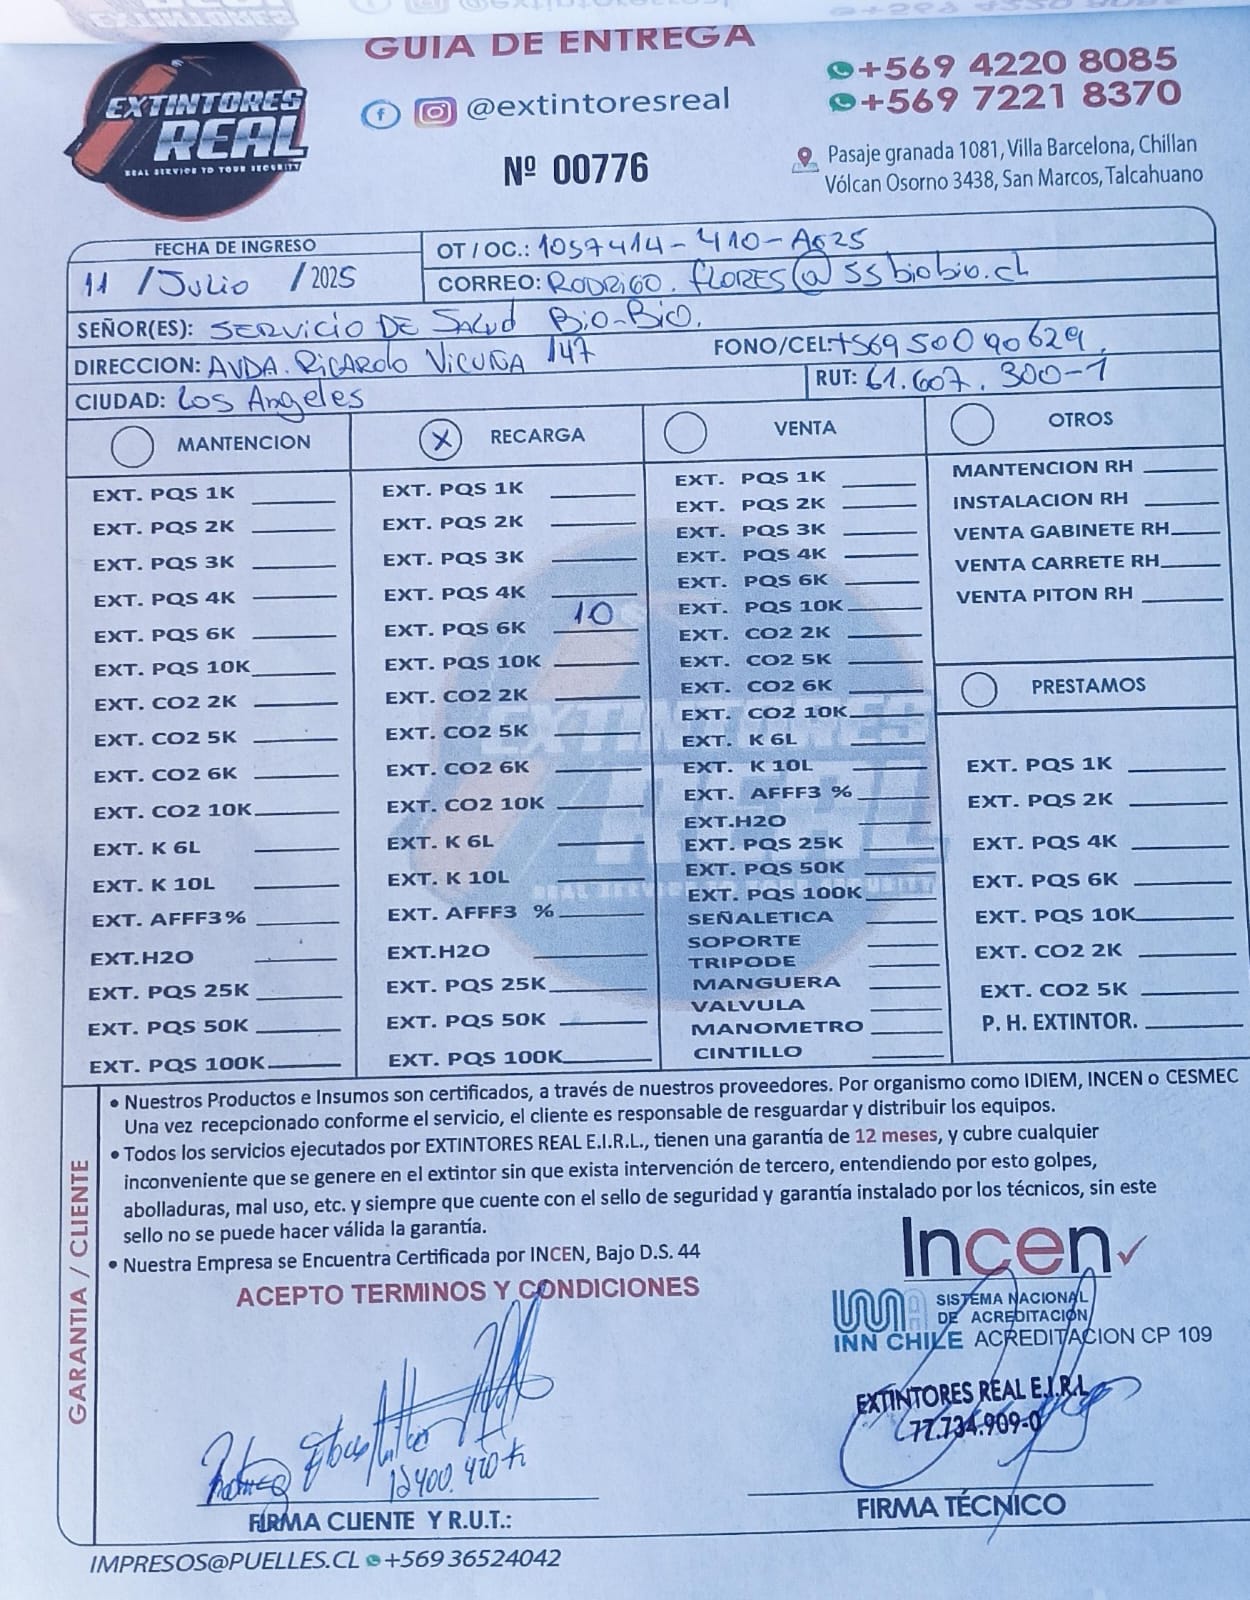 GUIA DE ENTREGA
EXTINTORES
REAL
REAL SERVICE TO YOUR SECURITY
@extintoresreal
+569 4220 8085
+569 7221 8370
Nº 00776
Pasaje granada 1081, Villa Barcelona, Chillan
Vólcan Osorno 3438, San Marcos, Talcahuano
FECHA DE INGRESO
11 / Julio / 2025
OT / OC.: 1057414-410-AG25
CORREO: RODRIGO.flORES@ssbiobio.cl
SEÑOR(ES): SERVICIO DE Salud Bio-Bio.
DIRECCION: AVDA. RICARDO VICUÑA 147
FONO/CEL: +569 500 90629.
CIUDAD: Los Angeles
RUT: 61.607.300-1
MANTENCION
EXT. PQS 1K
EXT. PQS 2K
EXT. PQS 3K
EXT. PQS 4K
EXT. PQS 6K
EXT. PQS 10K
EXT. CO2 2K
EXT. CO2 5K
EXT. CO2 6K
EXT. CO2 10K
EXT. K 6L
EXT. K 10L
EXT. AFFF3%
EXT.H2O
EXT. PQS 25K
EXT. PQS 50K
EXT. PQS 100K
X RECARGA
EXT. PQS 1K
EXT. PQS 2K
EXT. PQS 3K
EXT. PQS 4K
EXT. PQS 6K 10
EXT. PQS 10K
EXT. CO2 2K
EXT. CO2 5K
EXT. CO2 6K
EXT. CO2 10K
EXT. K 6L
EXT. K 10L
EXT. AFFF3 %
EXT.H2O
EXT. PQS 25K
EXT. PQS 50K
EXT. PQS 100K
VENTA
EXT. PQS 1K
EXT. PQS 2K
EXT. PQS 3K
EXT. PQS 4K
EXT. PQS 6K
EXT. PQS 10K
EXT. CO2 2K
EXT. CO2 5K
EXT. CO2 6K
EXT. CO2 10K
EXT. K 6L
EXT. K 10L
EXT. AFFF3 %
EXT.H2O
EXT. PQS 25K
EXT. PQS 50K
EXT. PQS 100K
SEÑALETICA
SOPORTE
TRIPODE
MANGUERA
VALVULA
MANOMETRO
CINTILLO
OTROS
MANTENCION RH
INSTALACION RH
VENTA GABINETE RH
VENTA CARRETE RH
VENTA PITON RH
PRESTAMOS
EXT. PQS 1K
EXT. PQS 2K
EXT. PQS 4K
EXT. PQS 6K
EXT. PQS 10K
EXT. CO2 2K
EXT. CO2 5K
P. H. EXTINTOR.
GARANTIA / CLIENTE
• Nuestros Productos e Insumos son certificados, a través de nuestros proveedores. Por organismo como IDIEM, INCEN o CESMEC
Una vez recepcionado conforme el servicio, el cliente es responsable de resguardar y distribuir los equipos.
• Todos los servicios ejecutados por EXTINTORES REAL E.I.R.L., tienen una garantía de 12 meses, y cubre cualquier
inconveniente que se genere en el extintor sin que exista intervención de tercero, entendiendo por esto golpes,
abolladuras, mal uso, etc. y siempre que cuente con el sello de seguridad y garantía instalado por los técnicos, sin este
sello no se puede hacer válida la garantía.
• Nuestra Empresa se Encuentra Certificada por INCEN, Bajo D.S. 44
ACEPTO TERMINOS Y CONDICIONES
Incen
SISTEMA NACIONAL
DE ACREDITACIÓN
INN CHILE ACREDITACION CP 109
EXTINTORES REAL E.I.R.L
77.734.909-0
FIRMA CLIENTE Y R.U.T.:
FIRMA TÉCNICO
IMPRESOS@PUELLES.CL +569 36524042